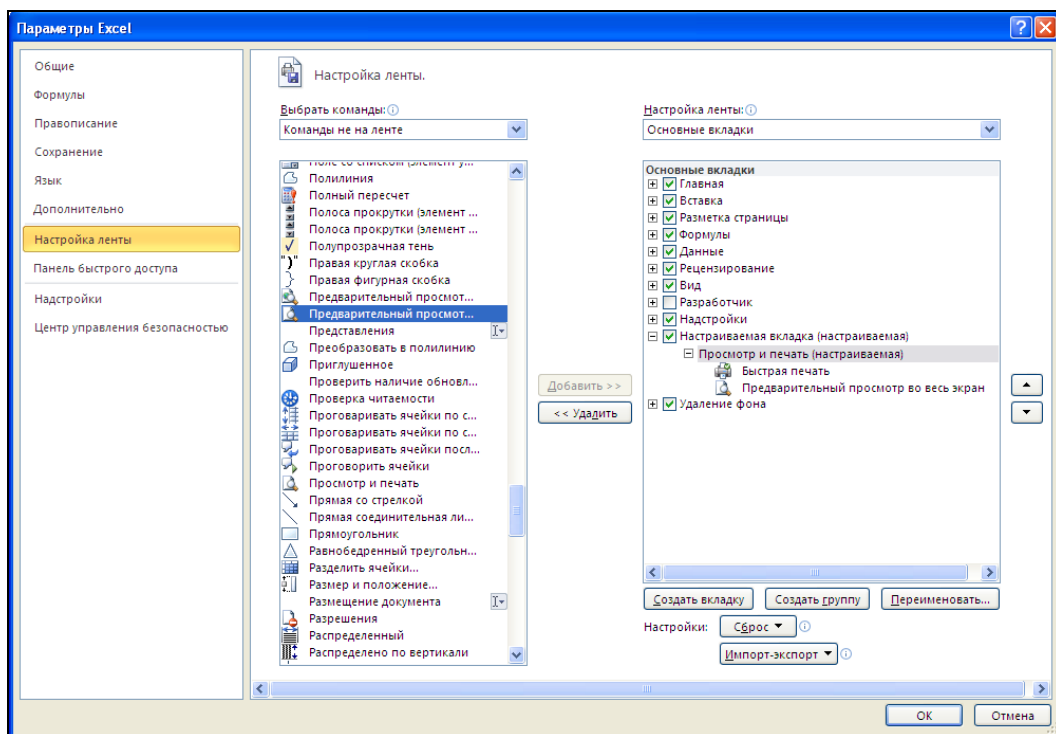 Параметры Excel
Общие
Формулы
Правописание
Сохранение
Язык
Дополнительно
Настройка ленты
Панель быстрого доступа
Надстройки
Центр управления безопасностью
Настройка ленты.
Выбрать команды:
Команды не на ленте
Поле со списком (элемент у...
Полилиния
Полный пересчет
Полоса прокрутки (элемент ...
Полоса прокрутки (элемент ...
Полупрозрачная тень
Правая круглая скобка
Правая фигурная скобка
Предварительный просмот...
Предварительный просмот...
Представления
Преобразовать в полилинию
Приглушенное
Проверить наличие обновл...
Проверка читаемости
Проговаривать ячейки по с...
Проговаривать ячейки по с...
Проговаривать ячейки посл...
Проговорить ячейки
Просмотр и печать
Прямая со стрелкой
Прямая соединительная ли...
Прямоугольник
Равнобедренный треугольн...
Разделить ячейки...
Размер и положение...
Размещение документа
Разрешения
Распределенный
Распределено по вертикали
Добавить >>
<< Удалить
Настройка ленты:
Основные вкладки
Основные вкладки
Главная
Вставка
Разметка страницы
Формулы
Данные
Рецензирование
Вид
Разработчик
Надстройки
Настраиваемая вкладка (настраиваемая)
Просмотр и печать (настраиваемая)
Быстрая печать
Предварительный просмотр во весь экран
Удаление фона
Создать вкладку
Создать группу
Переименовать...
Настройки:
Сброс
Импорт-экспорт
ОК
Отмена